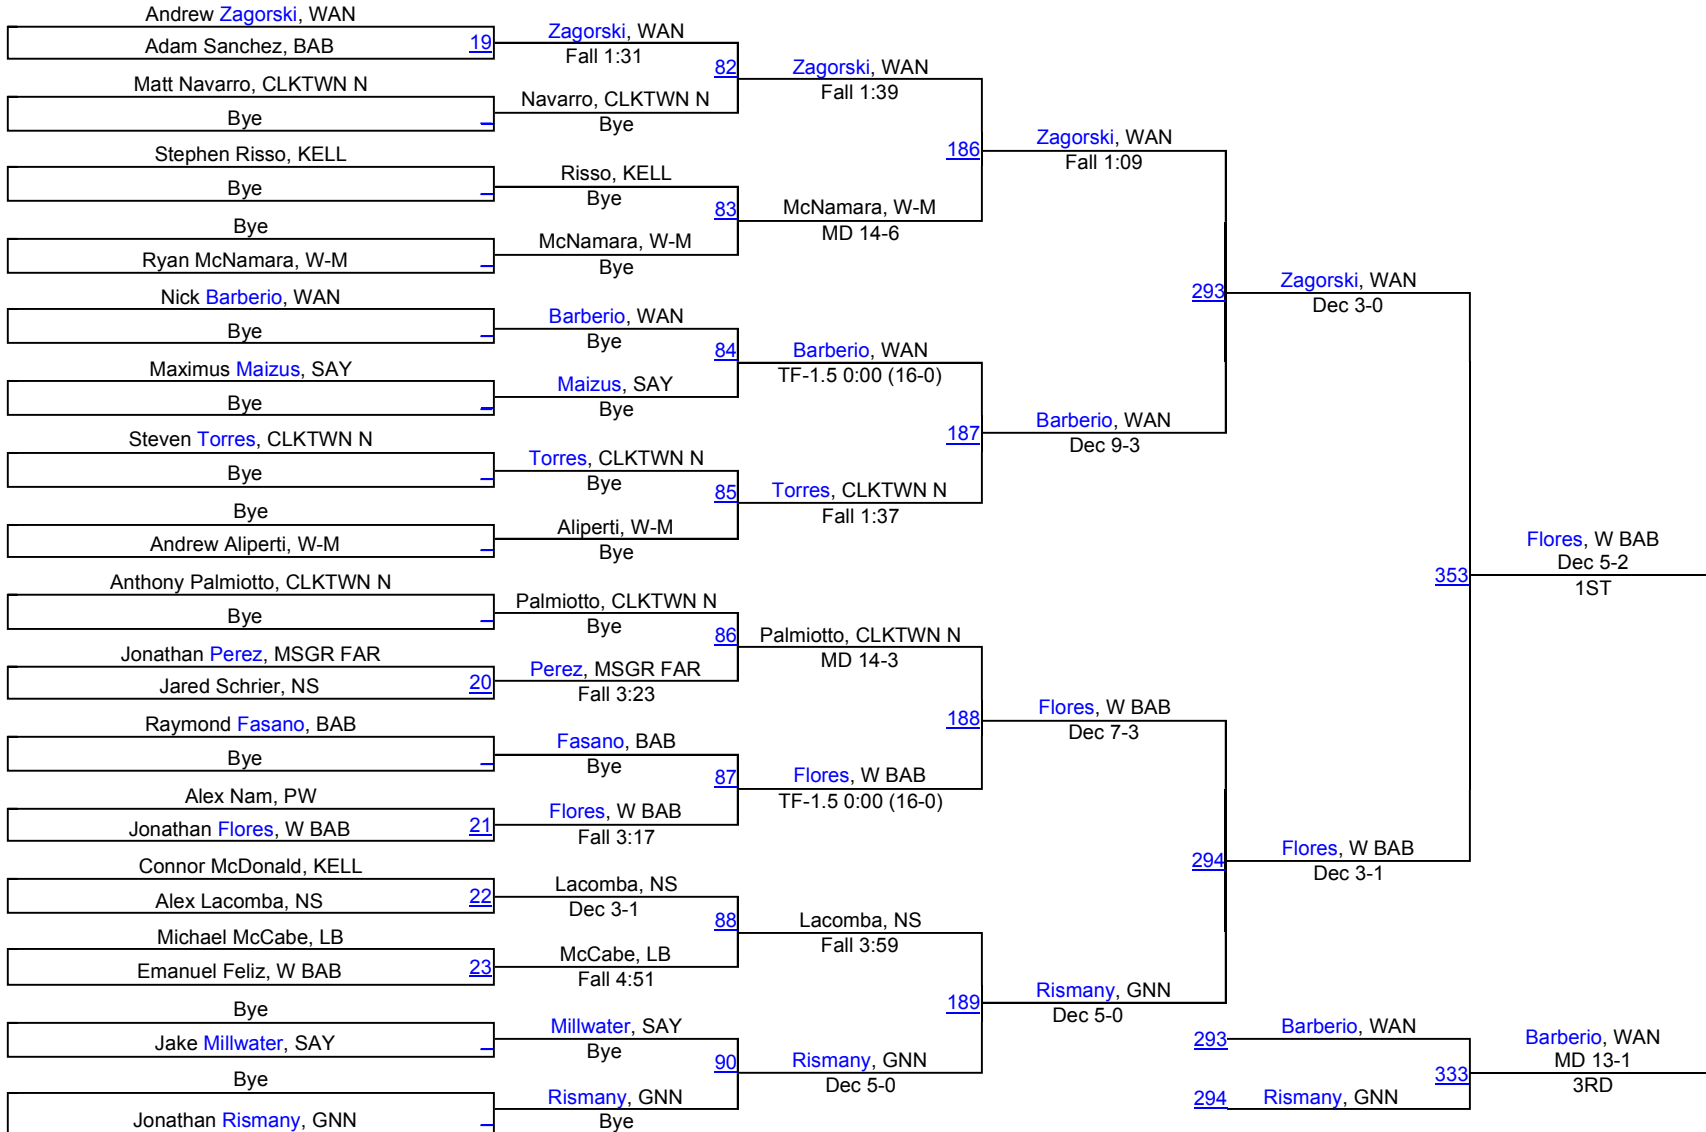 Andrew Zagorski, WAN
Adam Sanchez, BAB
19
Matt Navarro, CLKTWN N
Bye
Stephen Risso, KELL
Bye
Bye
Ryan McNamara, W-M
Nick Barberio, WAN
Bye
Maximus Maizus, SAY
Bye
Steven Torres, CLKTWN N
Bye
Bye
Andrew Aliperti, W-M
Anthony Palmiotto, CLKTWN N
Bye
Jonathan Perez, MSGR FAR
Jared Schrier, NS
20
Raymond Fasano, BAB
Bye
Alex Nam, PW
Jonathan Flores, W BAB
21
Connor McDonald, KELL
Alex Lacomba, NS
22
Michael McCabe, LB
Emanuel Feliz, W BAB
23
Bye
Jake Millwater, SAY
Bye
Jonathan Rismany, GNN
Zagorski, WAN
Fall 1:31
82
Navarro, CLKTWN N
Bye
Risso, KELL
Bye
83
McNamara, W-M
Bye
Barberio, WAN
Bye
84
Maizus, SAY
Bye
Torres, CLKTWN N
Bye
85
Aliperti, W-M
Bye
Palmiotto, CLKTWN N
Bye
86
Perez, MSGR FAR
Fall 3:23
Fasano, BAB
Bye
87
Flores, W BAB
Fall 3:17
Lacomba, NS
Dec 3-1
88
McCabe, LB
Fall 4:51
Millwater, SAY
Bye
90
Rismany, GNN
Bye
Zagorski, WAN
Fall 1:39
186
McNamara, W-M
MD 14-6
Barberio, WAN
TF-1.5 0:00 (16-0)
187
Torres, CLKTWN N
Fall 1:37
Palmiotto, CLKTWN N
MD 14-3
188
Flores, W BAB
TF-1.5 0:00 (16-0)
Lacomba, NS
Fall 3:59
189
Rismany, GNN
Dec 5-0
Zagorski, WAN
Fall 1:09
293
Barberio, WAN
Dec 9-3
Flores, W BAB
Dec 7-3
294
Rismany, GNN
Dec 5-0
Zagorski, WAN
Dec 3-0
353
Flores, W BAB
Dec 3-1
Flores, W BAB
Dec 5-2
1ST
293
Barberio, WAN
333
294
Rismany, GNN
Barberio, WAN
MD 13-1
3RD